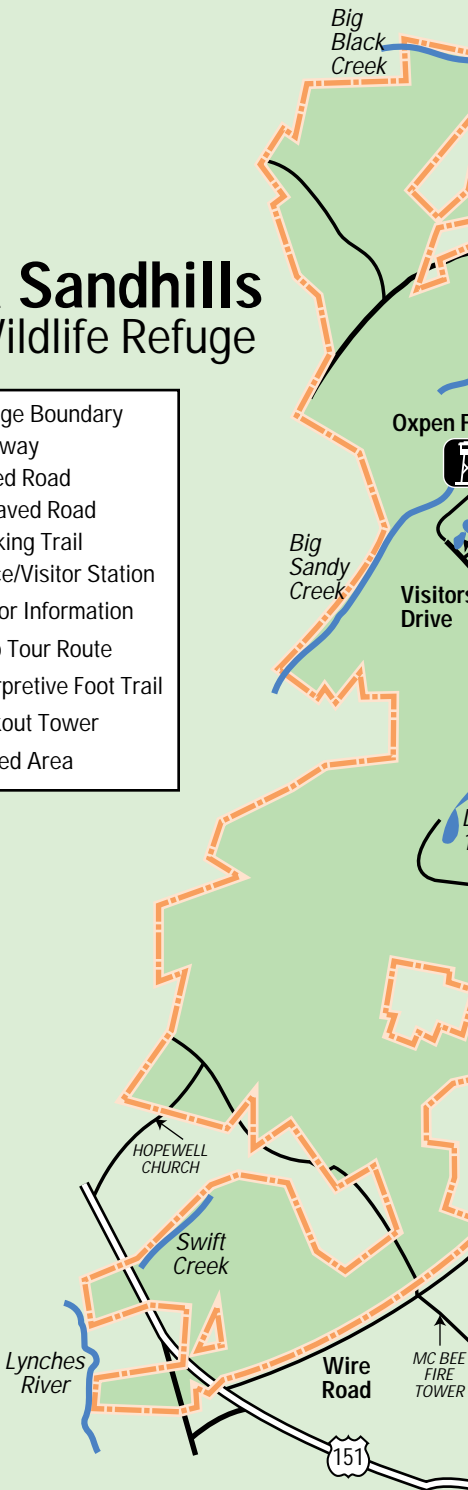 Big
Black
Creek
Sandhills
Wildlife Refuge
ge Boundary
way
ed Road
aved Road
king Trail
ce/Visitor Station
or Information
o Tour Route
rpretive Foot Trail
kout Tower
ed Area
Oxpen F
Big
Sandy
Creek
Visitors
Drive
L
HOPEWELL
CHURCH
Swift
Creek
Lynches
River
Wire
Road
MC BEE
FIRE
TOWER
151